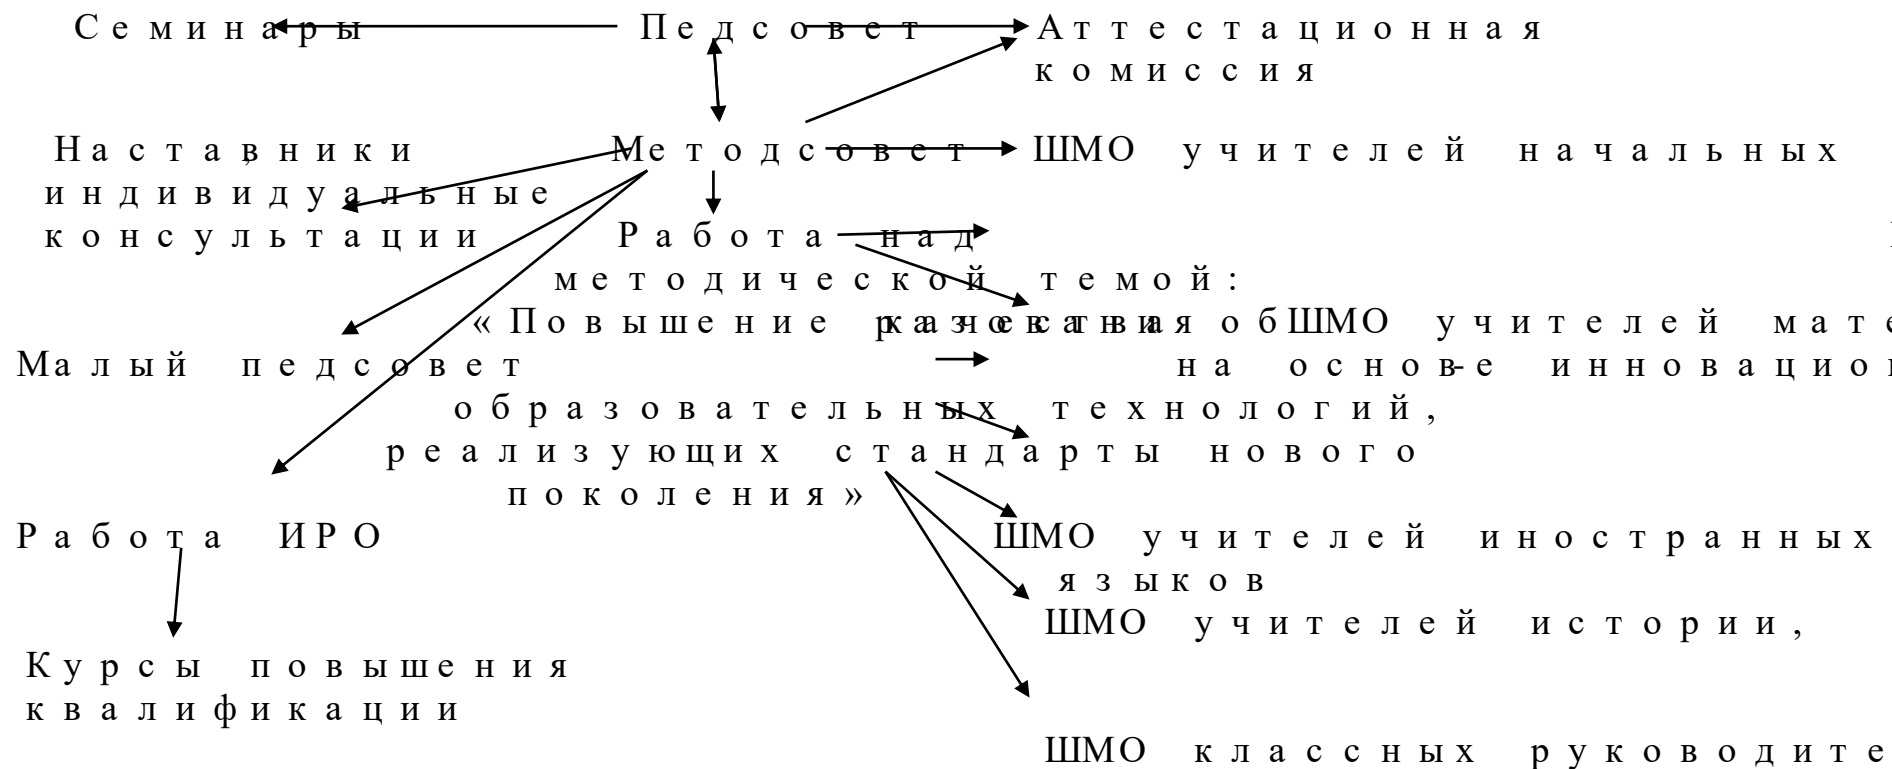 Семинары Педсовет Аттестационная
комиссия
Наставники, Методсовет ШМО учителей начальных
индивидуальные
консультации Работа над
методической темой:
«Повышение качества образования ШМО учителей
Малый педсовет на основе
образовательных технологий,
реализующих стандарты нового
поколения»
Работа ИРО ШМО учителей иностранных
языков
ШМО учителей истории,
Курсы повышения
квалификации
ШМО классных